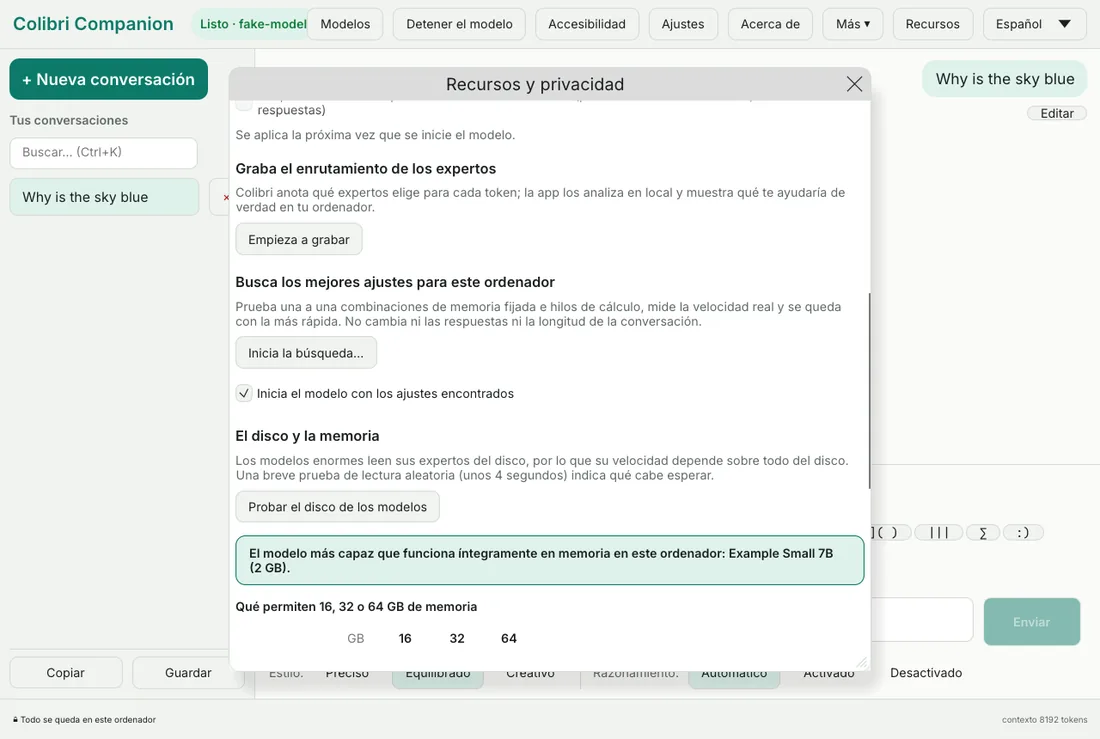 Colibri Companion
Listo · fake-model
Modelos
Detener el modelo
Accesibilidad
Ajustes
Acerca de
Más ▾
Recursos
Español
+ Nueva conversación
Tus conversaciones
Buscar... (Ctrl+K)
Why is the sky blue
×
Why is the sky blue
Editar
Recursos y privacidad
respuestas)
Se aplica la próxima vez que se inicie el modelo.
Graba el enrutamiento de los expertos
Colibri anota qué expertos elige para cada token; la app los analiza en local y muestra qué te ayudaría de
verdad en tu ordenador.
Empieza a grabar
Busca los mejores ajustes para este ordenador
Prueba una a una combinaciones de memoria fijada e hilos de cálculo, mide la velocidad real y se queda
con la más rápida. No cambia ni las respuestas ni la longitud de la conversación.
Inicia la búsqueda...
Inicia el modelo con los ajustes encontrados
El disco y la memoria
Los modelos enormes leen sus expertos del disco, por lo que su velocidad depende sobre todo del disco.
Una breve prueba de lectura aleatoria (unos 4 segundos) indica qué cabe esperar.
Probar el disco de los modelos
El modelo más capaz que funciona íntegramente en memoria en este ordenador: Example Small 7B
(2 GB).
Qué permiten 16, 32 o 64 GB de memoria
GB 16 32 64
]( )
|||
∑
:)
Enviar
Copiar
Guardar
Estilo:
Preciso
Equilibrado
Creativo
Razonamiento:
Automático
Activado
Desactivado
Todo se queda en este ordenador
contexto 8192 tokens